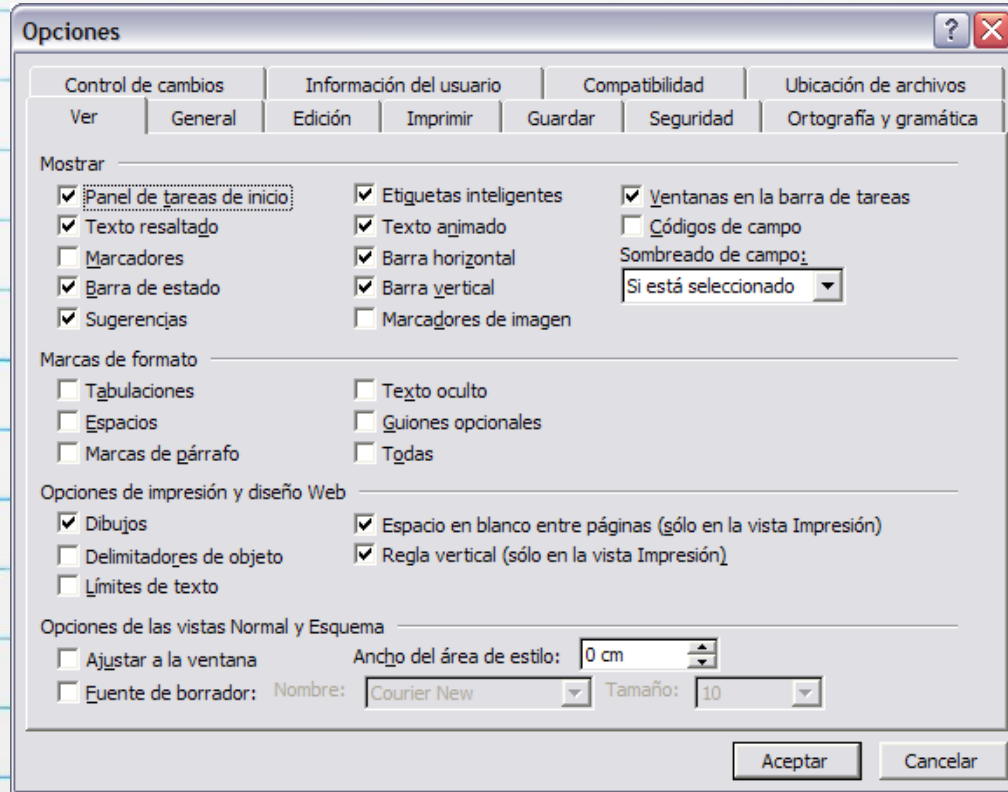 Opciones
Control de cambios Información del usuario Compatibilidad Ubicación de archivos
Ver General Edición Imprimir Guardar Seguridad Ortografía y gramática
Mostrar
Panel de tareas de inicio Etiquetas inteligentes Ventanas en la barra de tareas
Texto resaltado Texto animado Códigos de campo
Marcadores Barra horizontal Sombreado de campo:
Barra de estado Barra vertical Si está seleccionado
Sugerencias Marcadores de imagen
Marcas de formato
Tabulaciones Texto oculto
Espacios Guiones opcionales
Marcas de párrafo Todas
Opciones de impresión y diseño Web
Dibujos Espacio en blanco entre páginas (sólo en la vista Impresión)
Delimitadores de objeto Regla vertical (sólo en la vista Impresión)
Límites de texto
Opciones de las vistas Normal y Esquema
Ajustar a la ventana Ancho del área de estilo: 0 cm
Fuente de borrador: Nombre: Courier New Tamaño: 10
Aceptar Cancelar